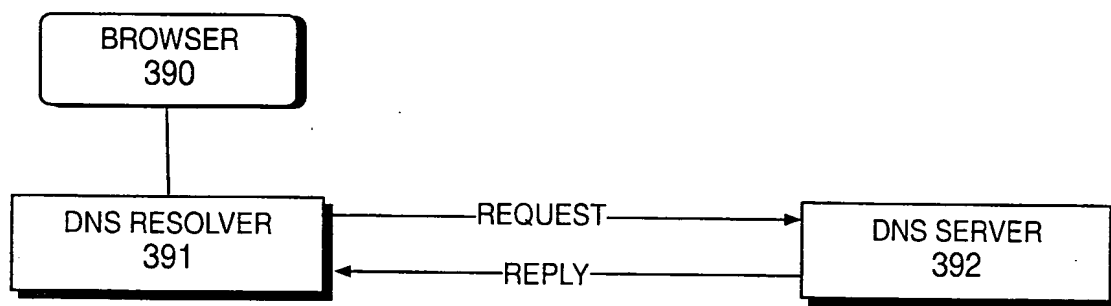 BROWSER
390
DNS RESOLVER
391
REQUEST
REPLY
DNS SERVER
392